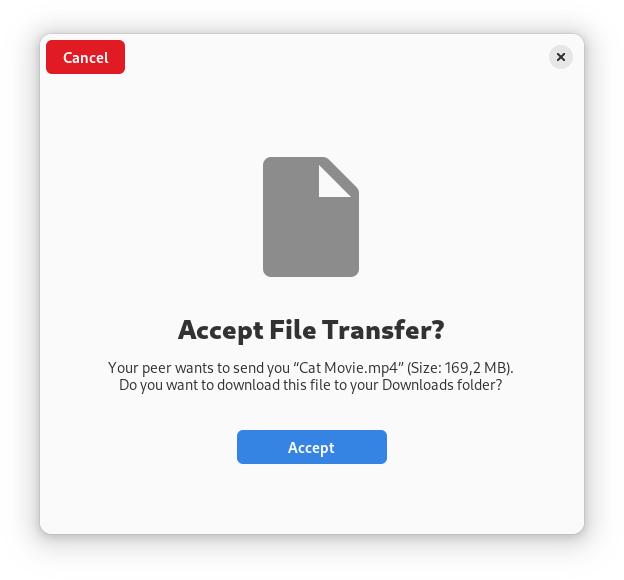 Cancel
Accept File Transfer?
Your peer wants to send you “Cat Movie.mp4” (Size: 169,2 MB).
Do you want to download this file to your Downloads folder?
Accept